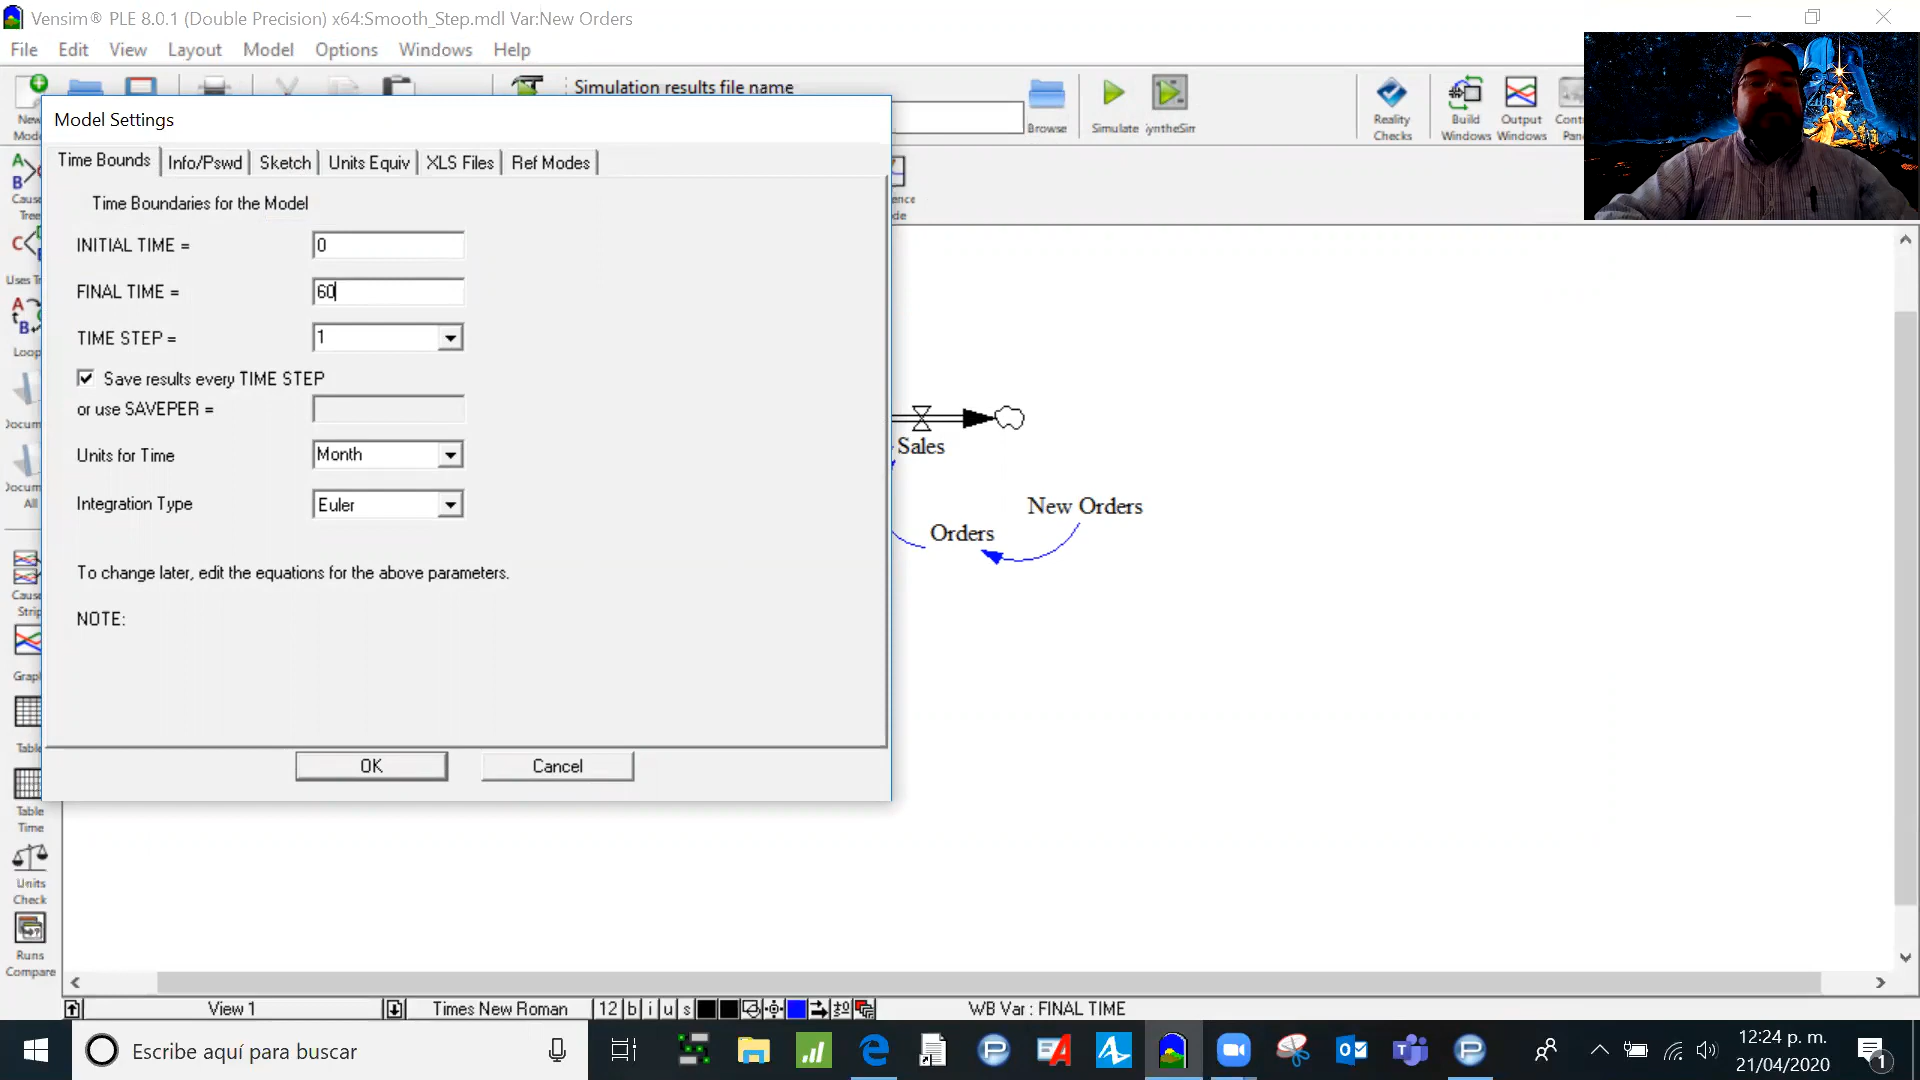 Vensim® PLE 8.0.1 (Double Precision) x64:Smooth_Step.mdl Var:New Orders
File Edit View Layout Model Options Windows Help
Simulation results file name
New
Browse
Simulate
Reality
Checks
Build
Windows
Output
Windows
Model Settings
Time Bounds Info/Pswd Sketch Units Equiv XLS Files Ref Modes
Time Boundaries for the Model
INITIAL TIME = 0
FINAL TIME = 60
TIME STEP = 1
Save results every TIME STEP
or use SAVEPER =
Units for Time Month
Integration Type Euler
To change later, edit the equations for the above parameters.
NOTE:
OK Cancel
Sales
New Orders
Orders
A
B
Tree
C
A
B
Loop
Table
Time
Units
Check
Runs
Compare
View 1 Times New Roman 12 b i u s WB Var : FINAL TIME
Escribe aquí para buscar
12:24 p. m.
21/04/2020
1